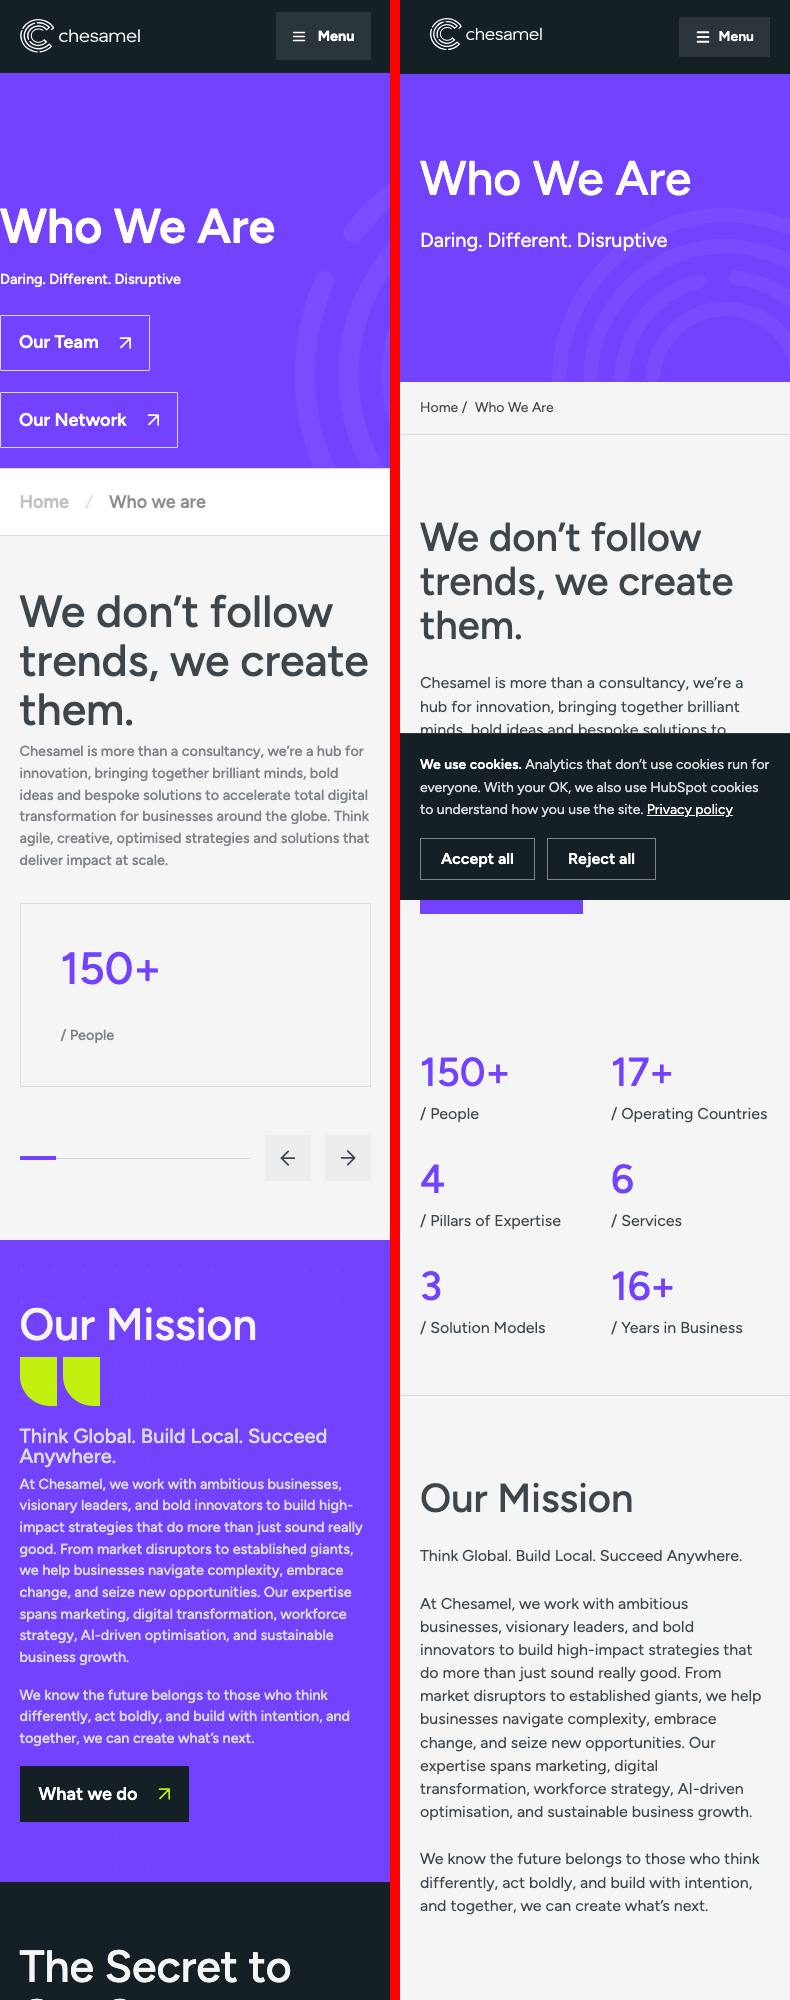 chesamel
Menu
Who We Are
Daring. Different. Disruptive
Our Team
Our Network
Home / Who we are
We don’t follow
trends, we create
them.
Chesamel is more than a consultancy, we’re a hub for
innovation, bringing together brilliant minds, bold
ideas and bespoke solutions to accelerate total digital
transformation for businesses around the globe. Think
agile, creative, optimised strategies and solutions that
deliver impact at scale.
150+
/ People
Our Mission
Think Global. Build Local. Succeed
Anywhere.
At Chesamel, we work with ambitious businesses,
visionary leaders, and bold innovators to build high-
impact strategies that do more than just sound really
good. From market disruptors to established giants,
we help businesses navigate complexity, embrace
change, and seize new opportunities. Our expertise
spans marketing, digital transformation, workforce
strategy, AI-driven optimisation, and sustainable
business growth.
We know the future belongs to those who think
differently, act boldly, and build with intention, and
together, we can create what’s next.
What we do
The Secret to
chesamel
Menu
Who We Are
Daring. Different. Disruptive
Home / Who We Are
We don’t follow
trends, we create
them.
Chesamel is more than a consultancy, we’re a
hub for innovation, bringing together brilliant
minds, bold ideas and bespoke solutions to
We use cookies. Analytics that don’t use cookies run for
everyone. With your OK, we also use HubSpot cookies
to understand how you use the site. Privacy policy
Accept all
Reject all
150+
/ People
17+
/ Operating Countries
4
/ Pillars of Expertise
6
/ Services
3
/ Solution Models
16+
/ Years in Business
Our Mission
Think Global. Build Local. Succeed Anywhere.
At Chesamel, we work with ambitious
businesses, visionary leaders, and bold
innovators to build high-impact strategies that
do more than just sound really good. From
market disruptors to established giants, we help
businesses navigate complexity, embrace
change, and seize new opportunities. Our
expertise spans marketing, digital
transformation, workforce strategy, AI-driven
optimisation, and sustainable business growth.
We know the future belongs to those who think
differently, act boldly, and build with intention,
and together, we can create what’s next.